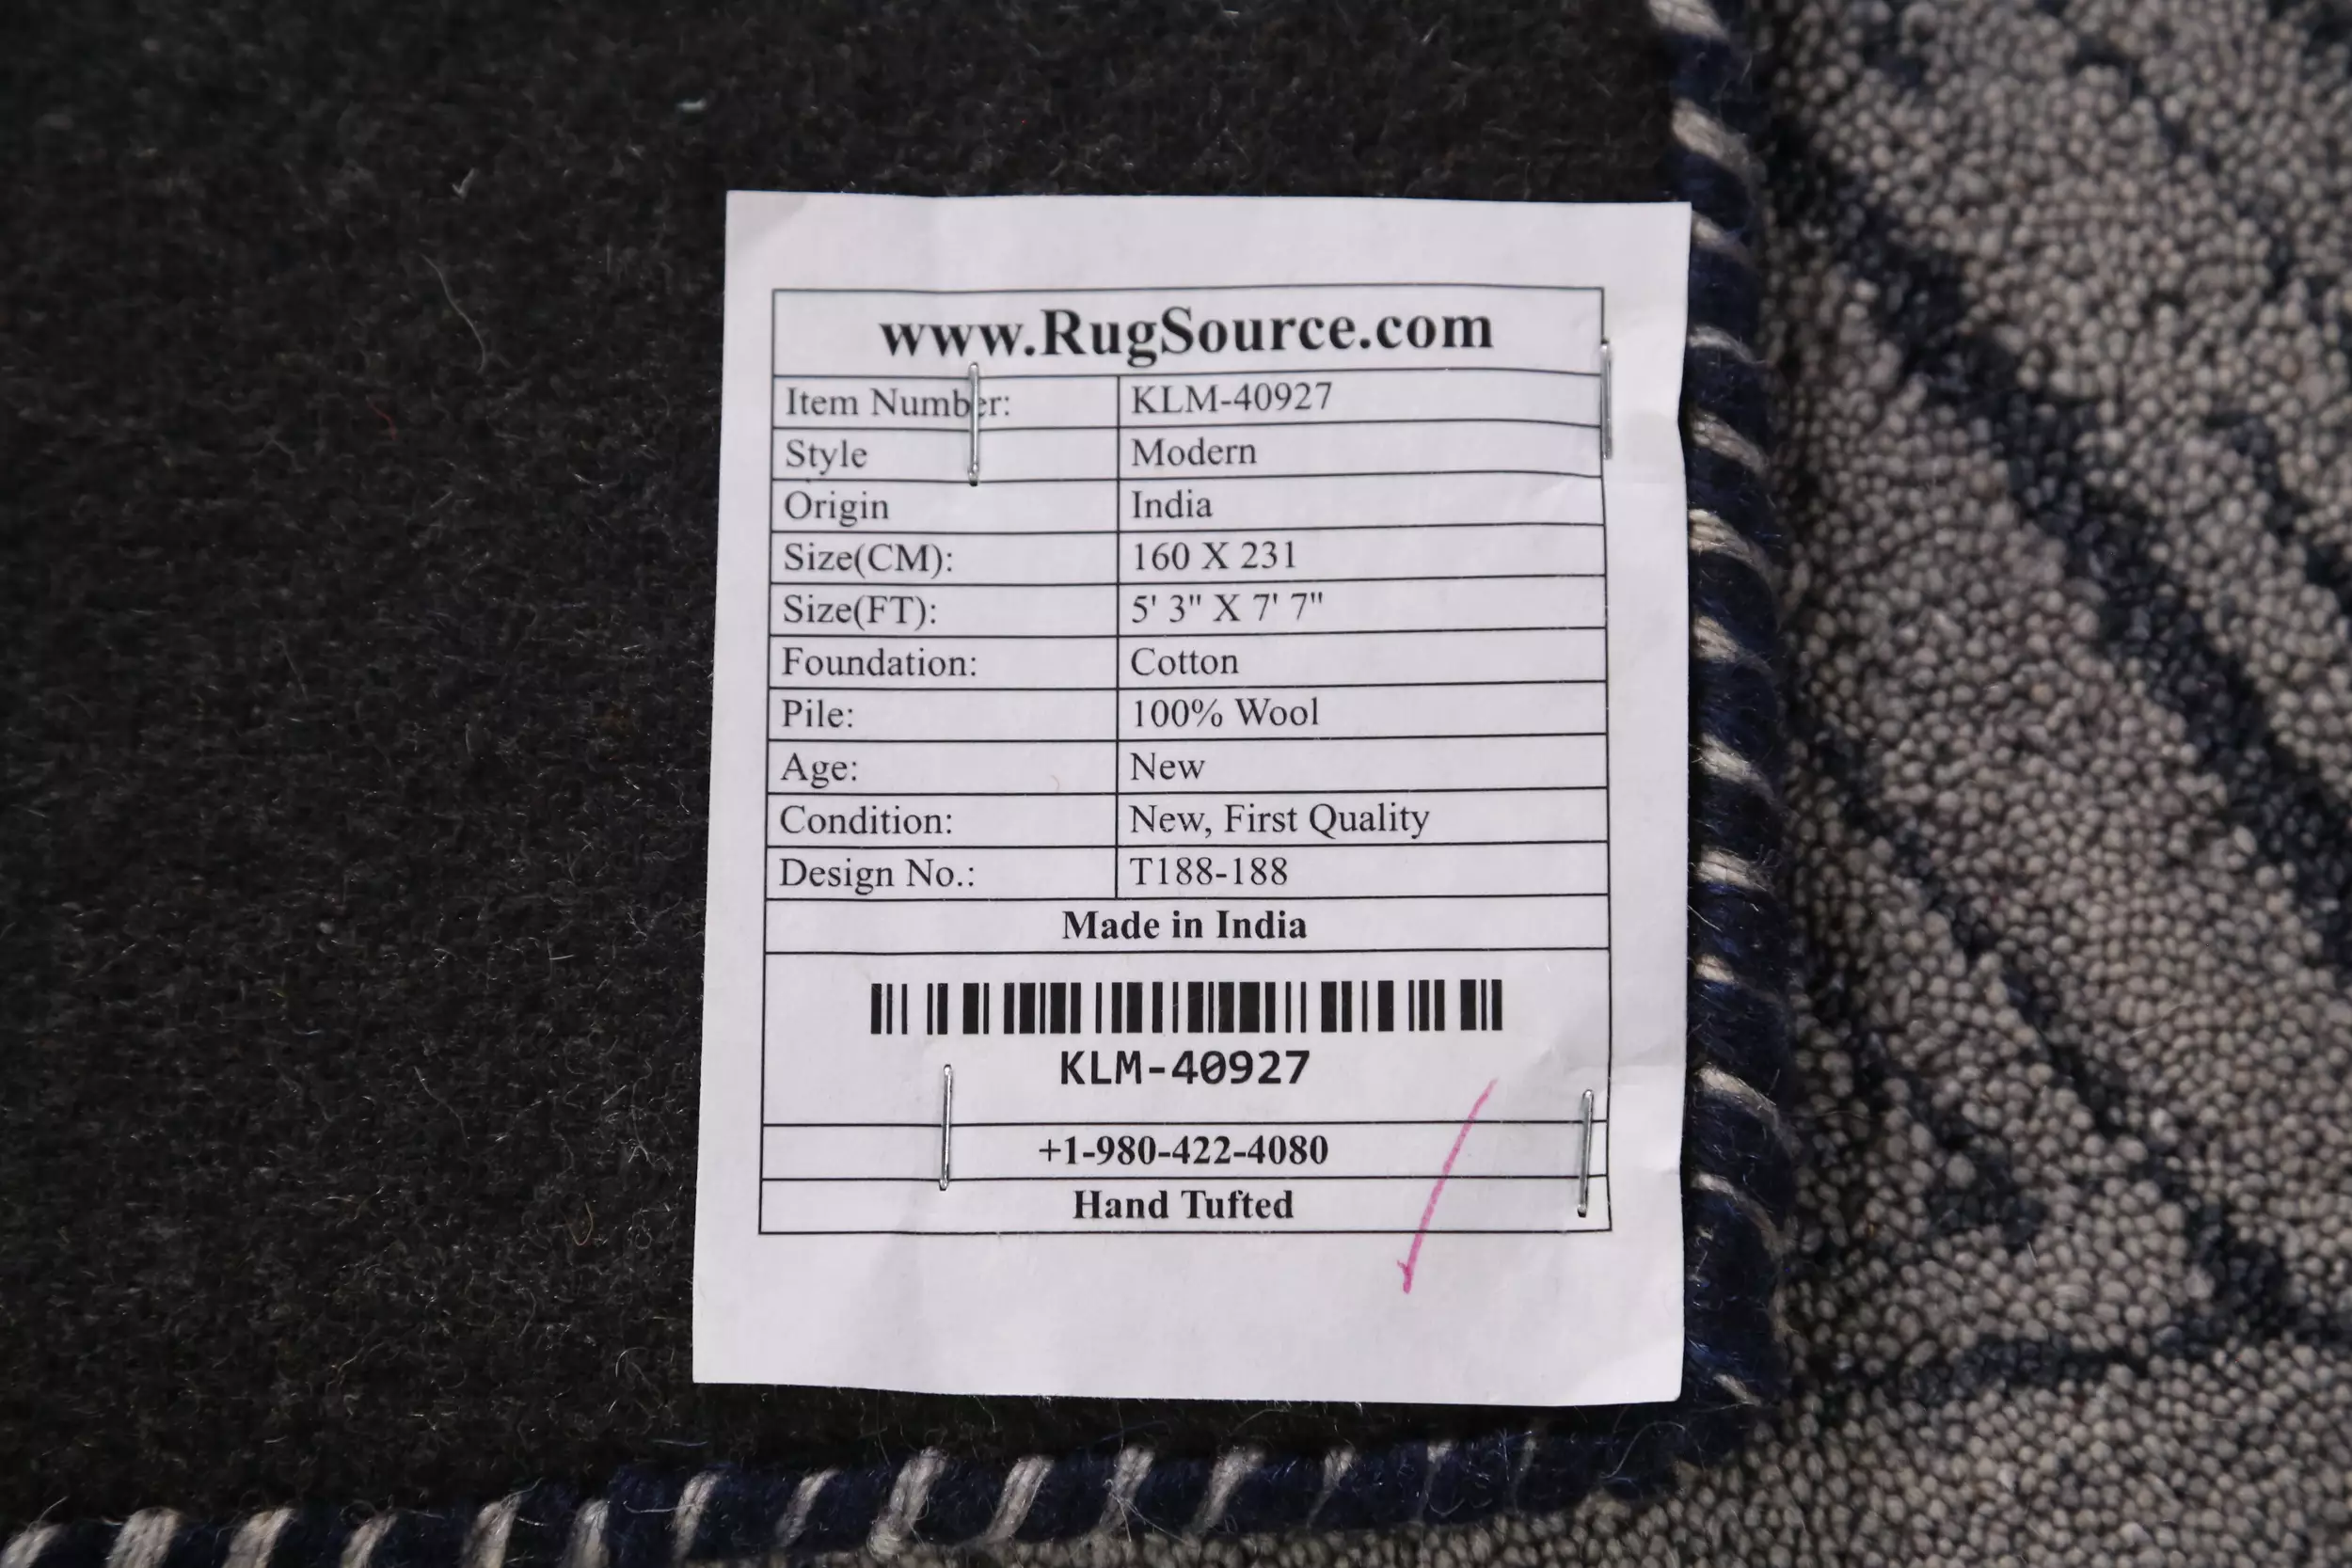 www.RugSource.com
Item Number: KLM-40927
Style Modern
Origin India
Size(CM): 160 X 231
Size(FT): 5' 3" X 7' 7"
Foundation: Cotton
Pile: 100% Wool
Age: New
Condition: New, First Quality
Design No.: T188-188
Made in India
KLM-40927
+1-980-422-4080
Hand Tufted